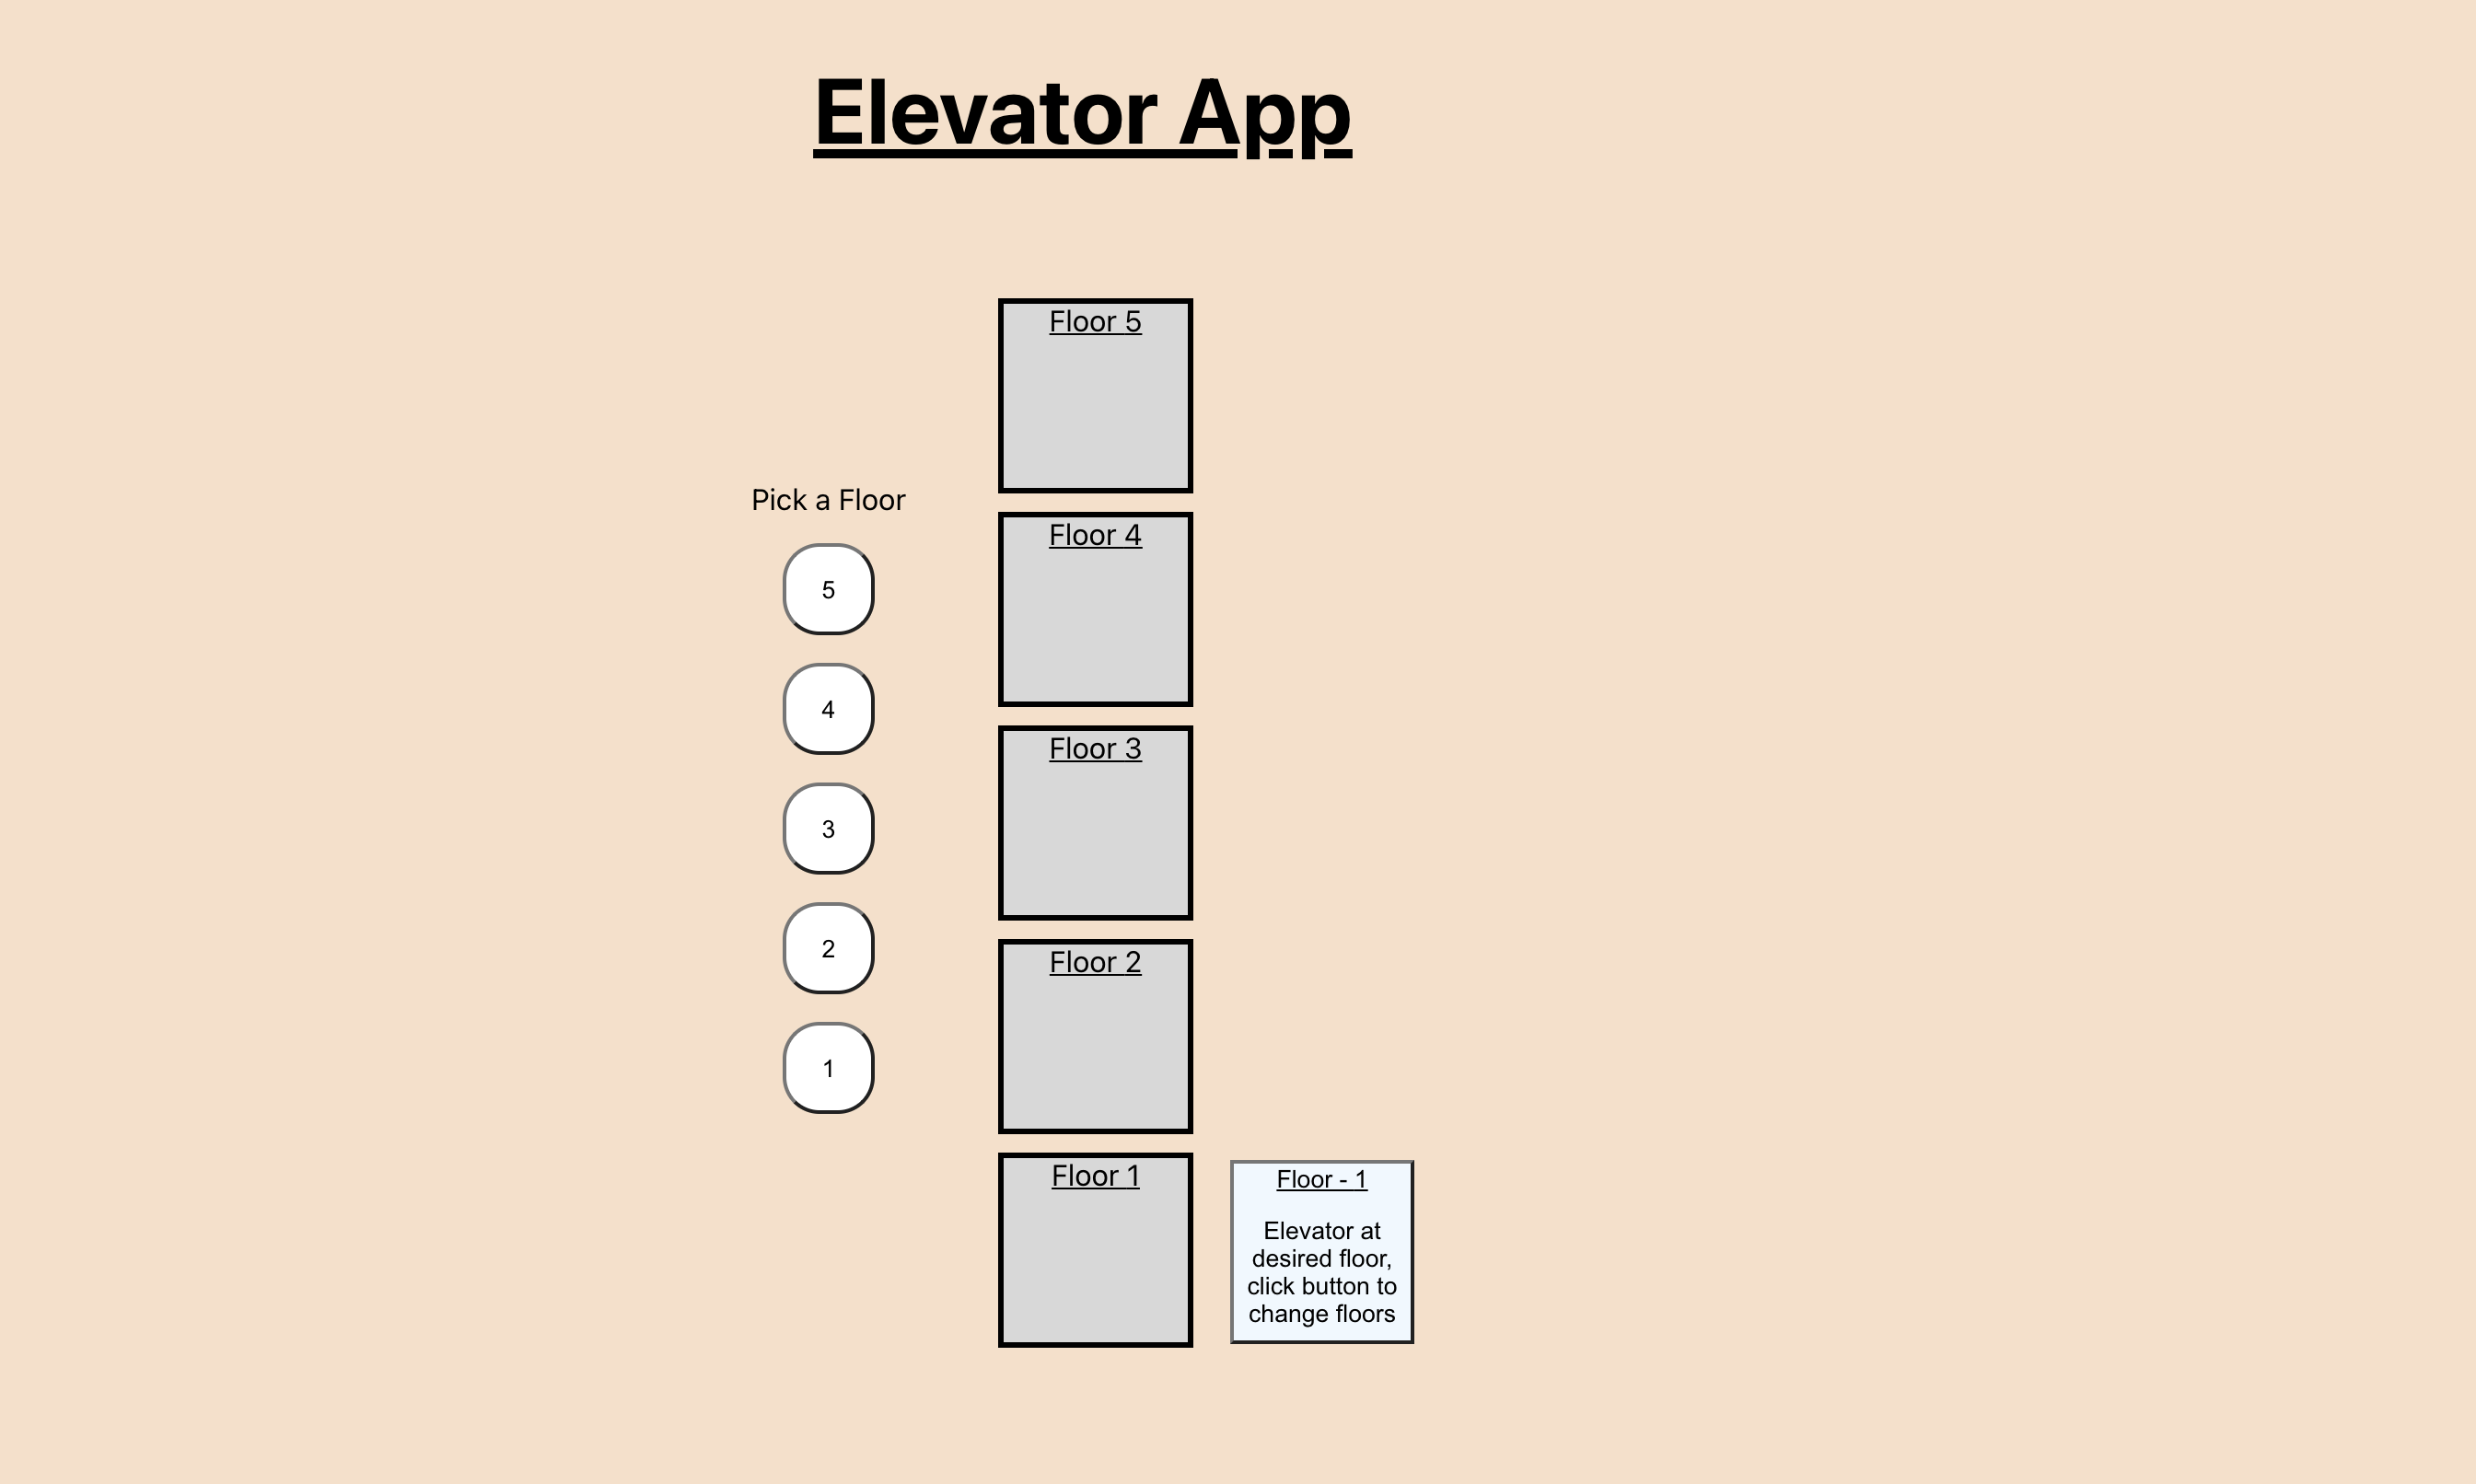 Elevator App
Floor 5
Pick a Floor
Floor 4
5
4
Floor 3
3
2
Floor 2
1
Floor 1
Floor - 1
Elevator at
desired floor,
click button to
change floors